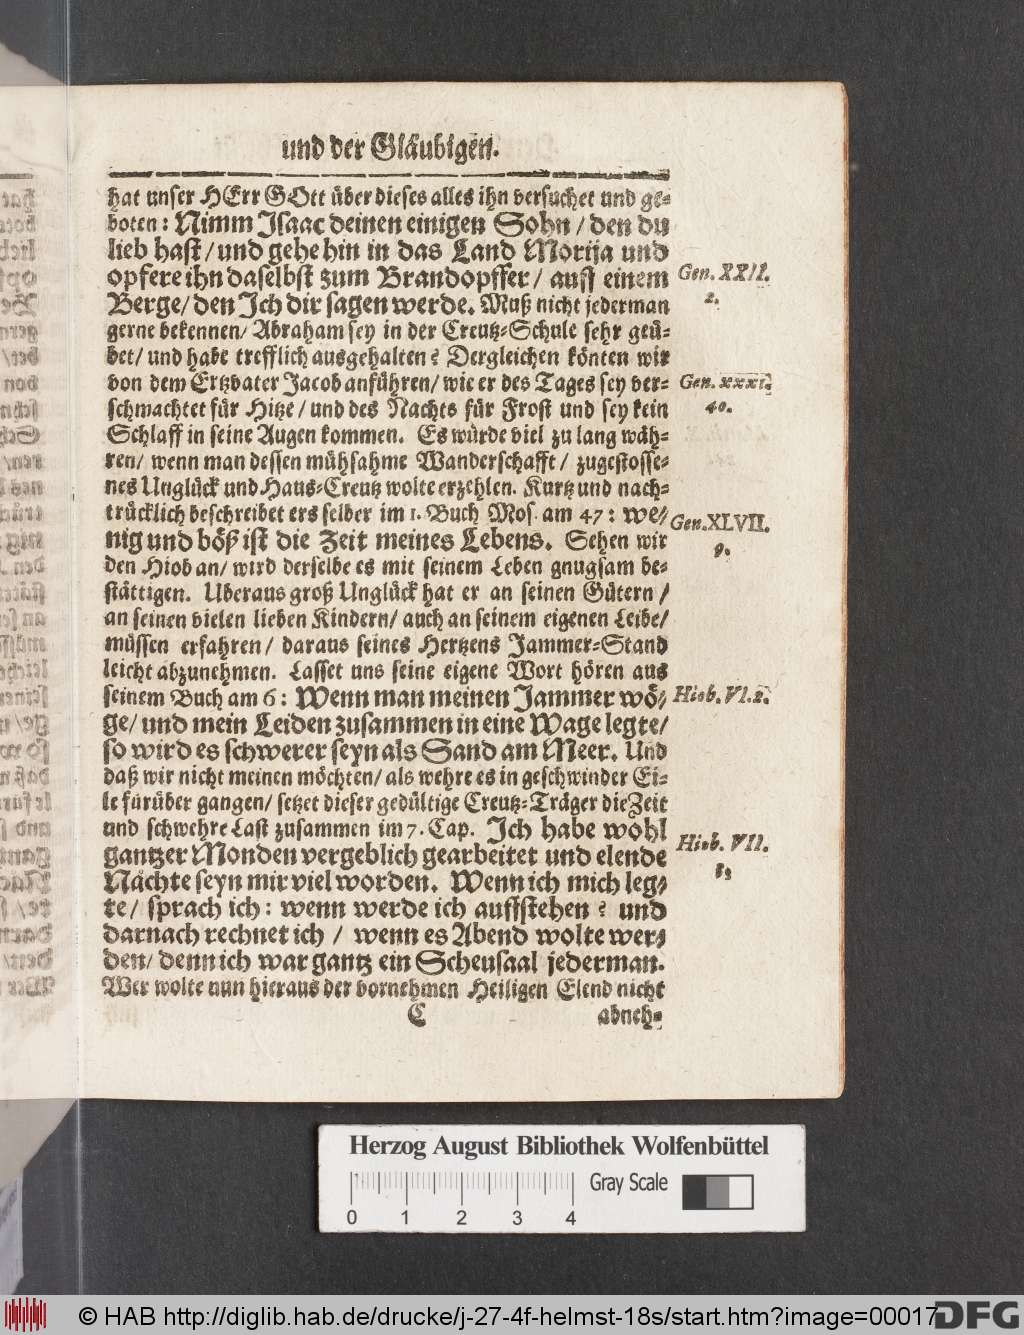 und der Gläubigen.
hat unser HErr GOtt über dieses alles ihn versuchet und ge-
boten: Nimm Isaac deinen einigen Sohn / den du
lieb hast / und gehe hin in das Land Morija und
opfere ihn daselbst zum Brandopffer / auff einem
Gen. XXII.
2.
Berge / den Ich dir sagen werde. Muß nicht jederman
gerne bekennen / Abraham sey in der Creutz-Schule sehr geü-
bet / und habe trefflich ausgehalten? Dergleichen könten wir
von dem Ertzvater Jacob anführen / wie er des Tages sey ver-
Gen. XXXI.
40.
schmachtet für Hitze / und des Nachts für Frost und sey kein
Schlaff in seine Augen kommen. Es würde viel zu lang wäh-
ren / wenn man dessen mühsahme Wanderschafft / zugestosse-
nes Unglück und Haus-Creutz wolte erzehlen. Kurtz und nach-
trücklich beschreibet ers selber im 1. Buch Mos. am 47: we-
Gen. XLVII.
9.
nig und böß ist die Zeit meines Lebens. Sehen wir
den Hiob an / wird derselbe es mit seinem Leben gnugsam be-
stättigen. Uberaus groß Unglück hat er an seinen Gütern /
an seinen vielen lieben Kindern / auch an seinem eigenen Leibe /
müssen erfahren / daraus seines Hertzens Jammer-Stand
leicht abzunehmen. Lasset uns seine eigene Wort hören aus
seinem Buch am 6: Wenn man meinen Jammer wö-
Hiob. VI. 2.
ge / und mein Leiden zusammen in eine Wage legte /
so wird es schwerer seyn als Sand am Meer. Und
daß wir nicht meinen möchten / als wehre es in geschwinder Ei-
le fürüber gangen / setzet dieser gedültige Creutz-Träger die Zeit
und schwehre Last zusammen im 7. Cap. Ich habe wohl
gantzer Monden vergeblich gearbeitet und elende
Hiob. VII.
3
Nächte seyn mir viel worden. Wenn ich mich leg-
te / sprach ich: wenn werde ich auffstehen? und
darnach rechnet ich / wenn es Abend wolte wer-
den / denn ich war gantz ein Scheusaal jederman.
Wer wolte nun hieraus der vornehmen Heiligen Elend nicht
C abneh-
Herzog August Bibliothek Wolfenbüttel
Gray Scale
0 1 2 3 4
© HAB http://diglib.hab.de/drucke/j-27-4f-helmst-18s/start.htm?image=00017
DFG